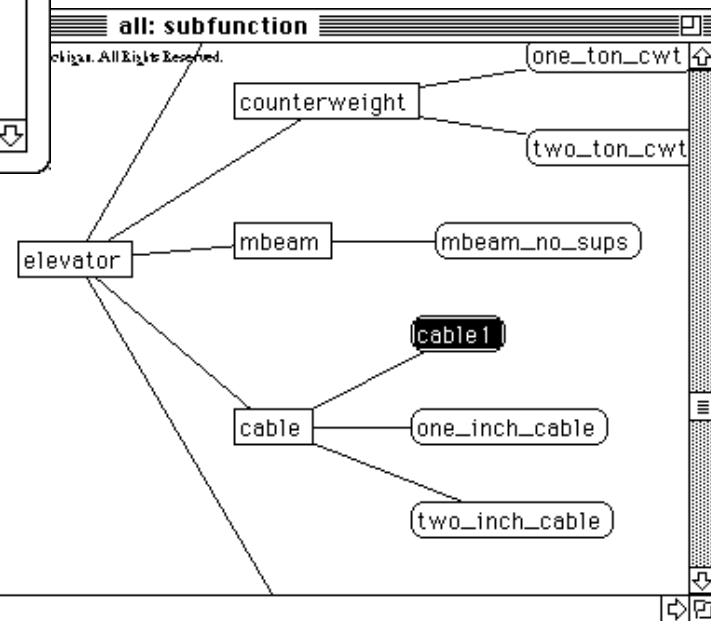 all: subfunction
chigan. All Rights Reserved.
one_ton_cwt
counterweight
two_ton_cwt
mbeam
mbeam_no_sups
elevator
cable1
cable
one_inch_cable
two_inch_cable